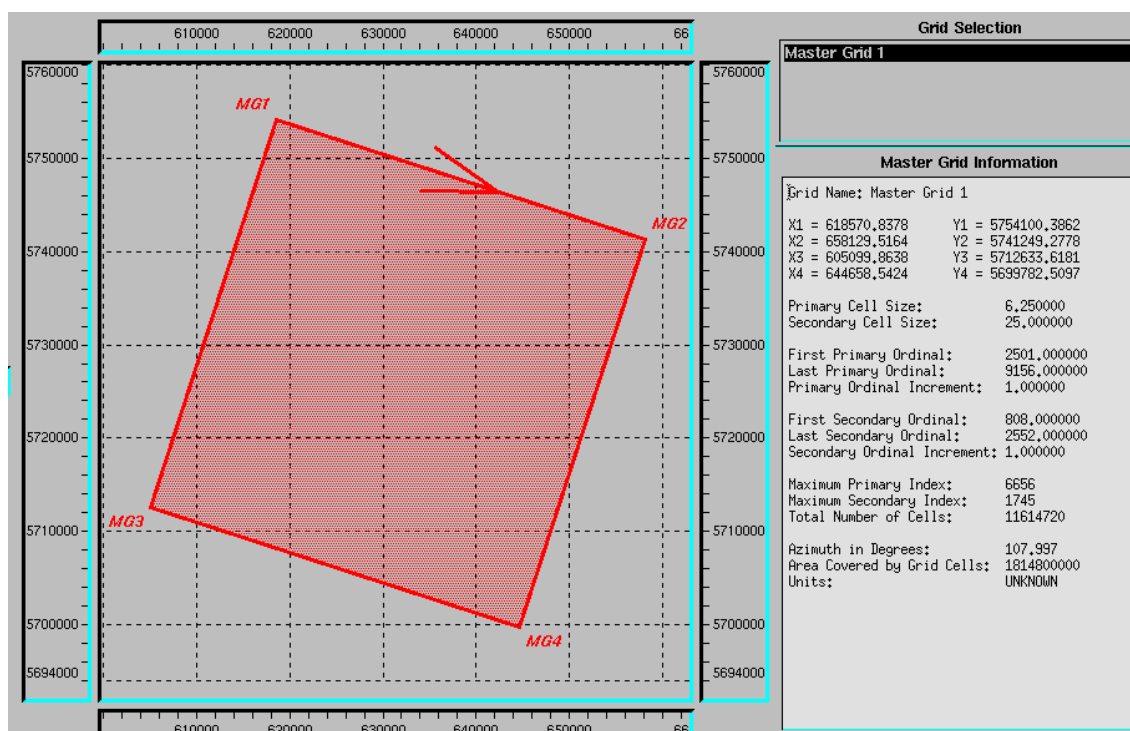 610000 620000 630000 640000 650000 66
Grid Selection
Master Grid 1
5760000 5760000
MG1
5750000 5750000
Master Grid Information
Grid Name: Master Grid 1
MG2
X1 = 618570.8378 Y1 = 5754100.3862
X2 = 658129.5164 Y2 = 5741249.2778
X3 = 605099.8638 Y3 = 5712633.6181
X4 = 644658.5424 Y4 = 5699782.5097
5740000 5740000
Primary Cell Size: 6.250000
Secondary Cell Size: 25.000000
5730000 5730000
First Primary Ordinal: 2501.000000
Last Primary Ordinal: 9156.000000
Primary Ordinal Increment: 1.000000
5720000 5720000
First Secondary Ordinal: 808.000000
Last Secondary Ordinal: 2552.000000
Secondary Ordinal Increment: 1.000000
Maximum Primary Index: 6656
Maximum Secondary Index: 1745
Total Number of Cells: 11614720
MG3
5710000 5710000
Azimuth in Degrees: 107.997
Area Covered by Grid Cells: 1814800000
Units: UNKNOWN
5700000 5700000
MG4
5694000 5694000
610000 620000 630000 640000 650000 66